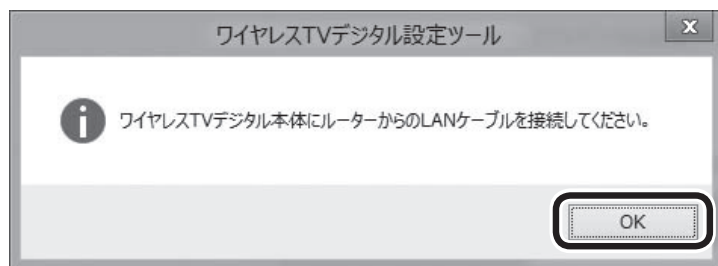 ワイヤレスTVデジタル設定ツール
x
ワイヤレスTVデジタル本体にルーターからのLANケーブルを接続してください。
OK